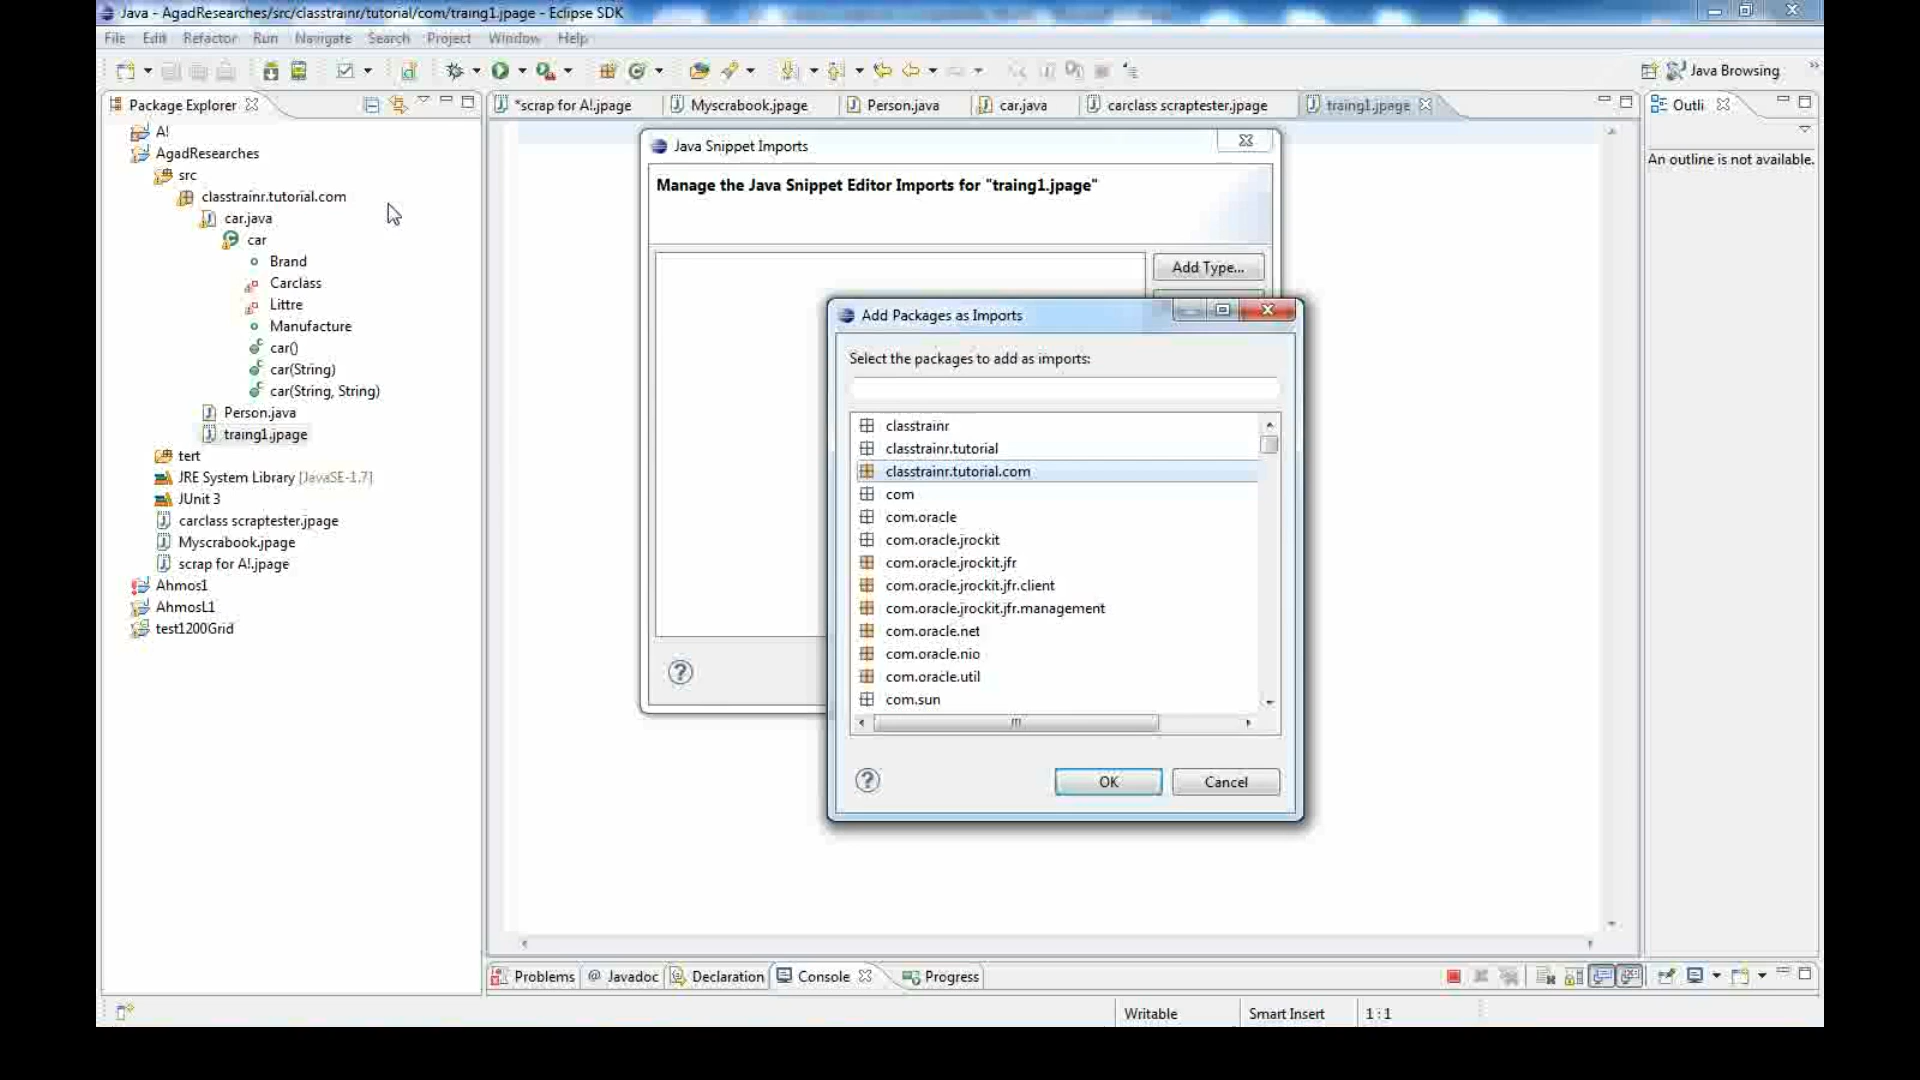 Java - AgadResearches/src/classtrainr/tutorial/com/traing1.jpage - Eclipse SDK
File Edit Refactor Run Navigate Search Project Window Help
Java Browsing
Package Explorer
*scrap for A!.jpage Myscrabook.jpage Person.java car.java carclass scraptester.jpage traing1.jpage
Outli
An outline is not available.
A!
AgadResearches
src
classtrainr.tutorial.com
car.java
car
Brand
Carclass
Littre
Manufacture
car()
car(String)
car(String, String)
Person.java
traing1.jpage
tert
JRE System Library [JavaSE-1.7]
JUnit 3
carclass scraptester.jpage
Myscrabook.jpage
scrap for A!.jpage
Ahmos1
AhmosL1
test1200Grid
Java Snippet Imports
Manage the Java Snippet Editor Imports for "traing1.jpage"
Add Type...
Add Packages as Imports
Select the packages to add as imports:
classtrainr
classtrainr.tutorial
classtrainr.tutorial.com
com
com.oracle
com.oracle.jrockit
com.oracle.jrockit.jfr
com.oracle.jrockit.jfr.client
com.oracle.jrockit.jfr.management
com.oracle.net
com.oracle.nio
com.oracle.util
com.sun
OK Cancel
Problems @ Javadoc Declaration Console Progress
Writable Smart Insert 1:1